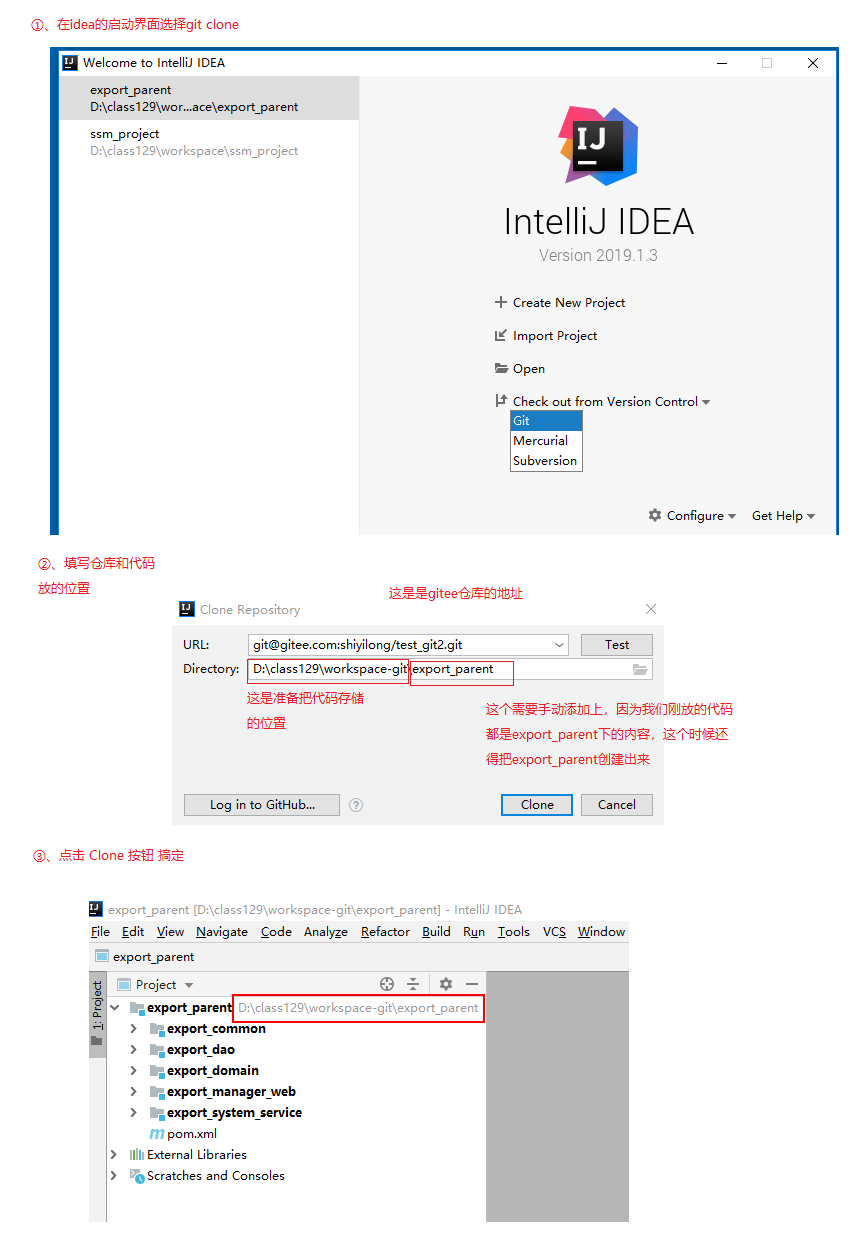 ①、在idea的启动界面选择git clone
Welcome to IntelliJ IDEA
export_parent
D:\class129\wor...ace\export_parent
ssm_project
D:\class129\workspace\ssm_project
IJ
IntelliJ IDEA
Version 2019.1.3
Create New Project
Import Project
Open
Check out from Version Control
Git
Mercurial
Subversion
Configure
Get Help
②、填写仓库和代码
放的位置
这是是gitee仓库的地址
Clone Repository
URL:
git@gitee.com:shiyilong/test_git2.git
Test
Directory:
D:\class129\workspace-git\export_parent
这是准备把代码存储
的位置
这个需要手动添加上，因为我们刚放的代码
都是export_parent下的内容，这个时候还
得把export_parent创建出来
Log in to GitHub...
?
Clone
Cancel
③、点击 Clone 按钮 搞定
export_parent [D:\class129\workspace-git\export_parent] - IntelliJ IDEA
File Edit View Navigate Code Analyze Refactor Build Run Tools VCS Window
export_parent
1: Project
Project
export_parent D:\class129\workspace-git\export_parent
export_common
export_dao
export_domain
export_manager_web
export_system_service
m pom.xml
External Libraries
Scratches and Consoles